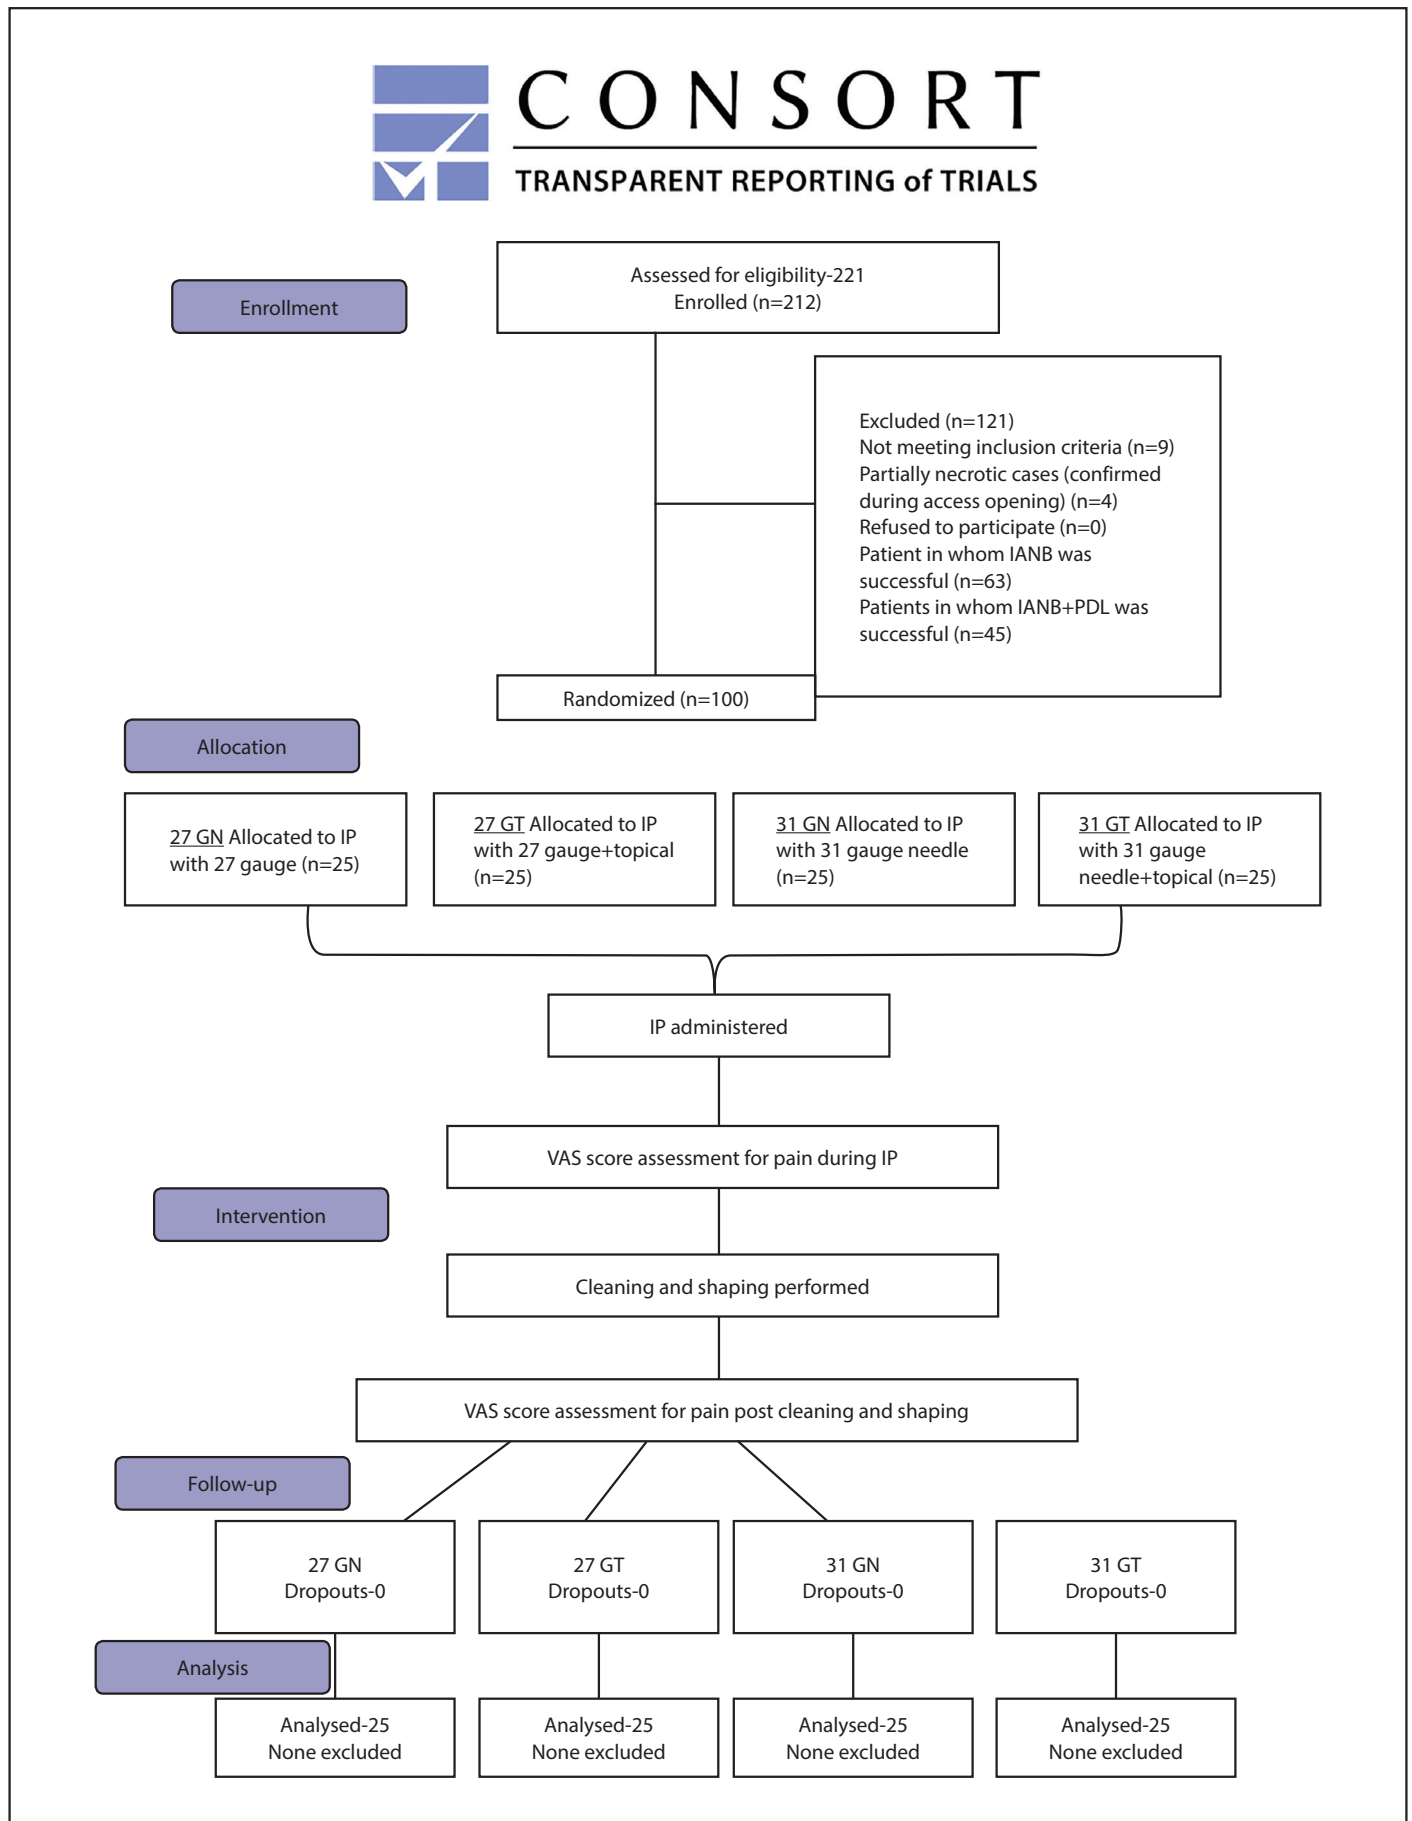 CONSORT
TRANSPARENT REPORTING of TRIALS
Assessed for eligibility-221
Enrolled (n=212)
Enrollment
Excluded (n=121)
Not meeting inclusion criteria (n=9)
Partially necrotic cases (confirmed
during access opening) (n=4)
Refused to participate (n=0)
Patient in whom IANB was
successful (n=63)
Patients in whom IANB+PDL was
successful (n=45)
Randomized (n=100)
Allocation
27 GN Allocated to IP
with 27 gauge (n=25)
27 GT Allocated to IP
with 27 gauge+topical
(n=25)
31 GN Allocated to IP
with 31 gauge needle
(n=25)
31 GT Allocated to IP
with 31 gauge
needle+topical (n=25)
IP administered
VAS score assessment for pain during IP
Intervention
Cleaning and shaping performed
VAS score assessment for pain post cleaning and shaping
Follow-up
27 GN
Dropouts-0
27 GT
Dropouts-0
31 GN
Dropouts-0
31 GT
Dropouts-0
Analysis
Analysed-25
None excluded
Analysed-25
None excluded
Analysed-25
None excluded
Analysed-25
None excluded